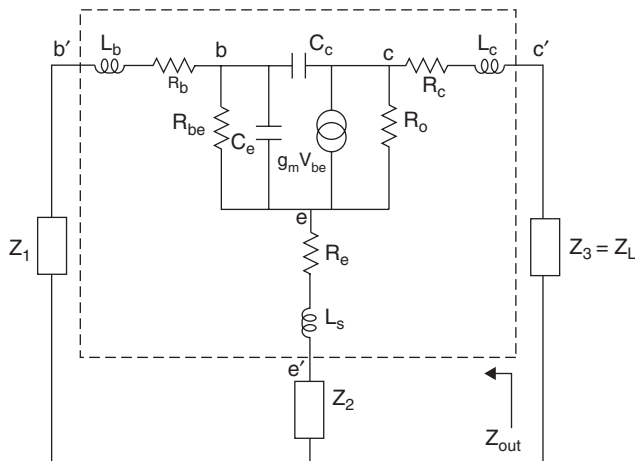 L_b
b′
R_b
b
C_c
c
R_c
L_c
c′
R_be
C_e
g_m V_be
R_o
e
R_e
Z_1
Z_3 = Z_L
L_s
e′
Z_2
Z_out